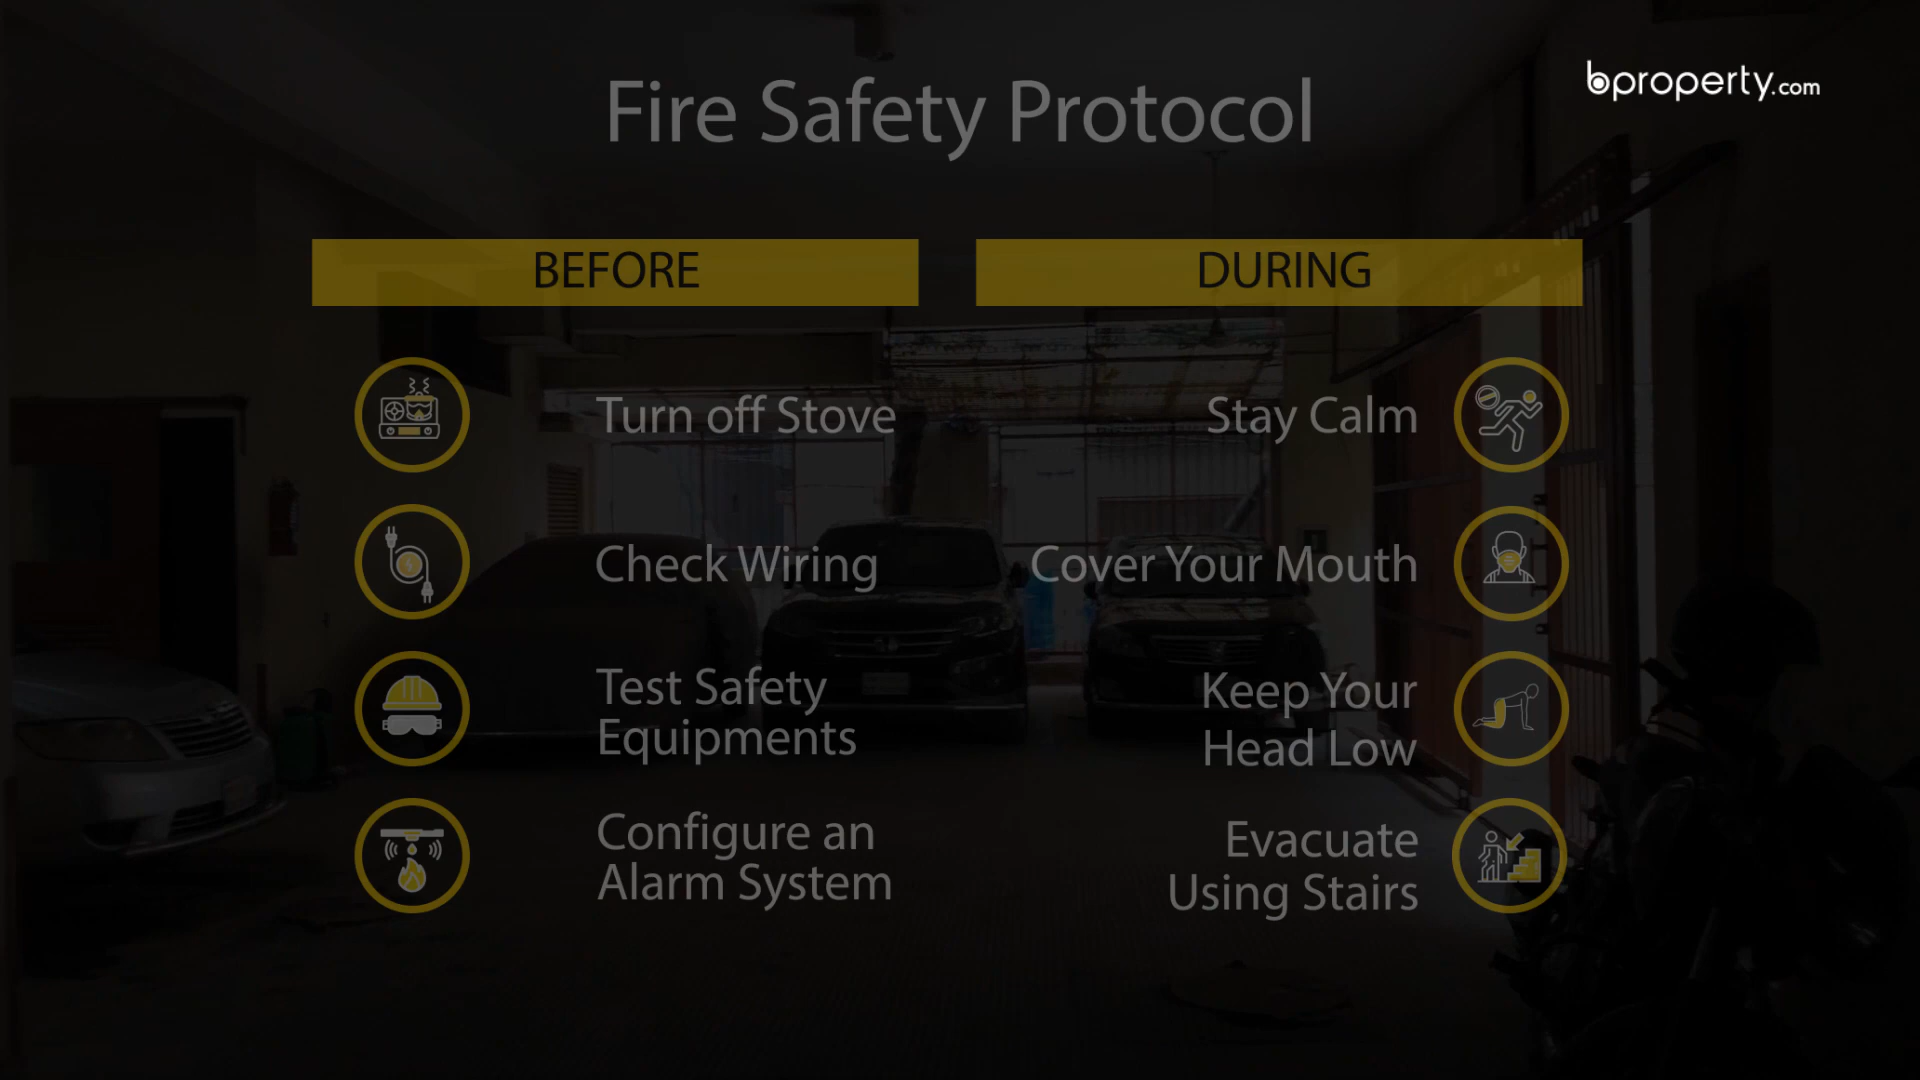 Fire Safety Protocol
bproperty.com
BEFORE
Turn off Stove
Check Wiring
Test Safety
Equipments
Configure an
Alarm System
DURING
Stay Calm
Cover Your Mouth
Keep Your
Head Low
Evacuate
Using Stairs